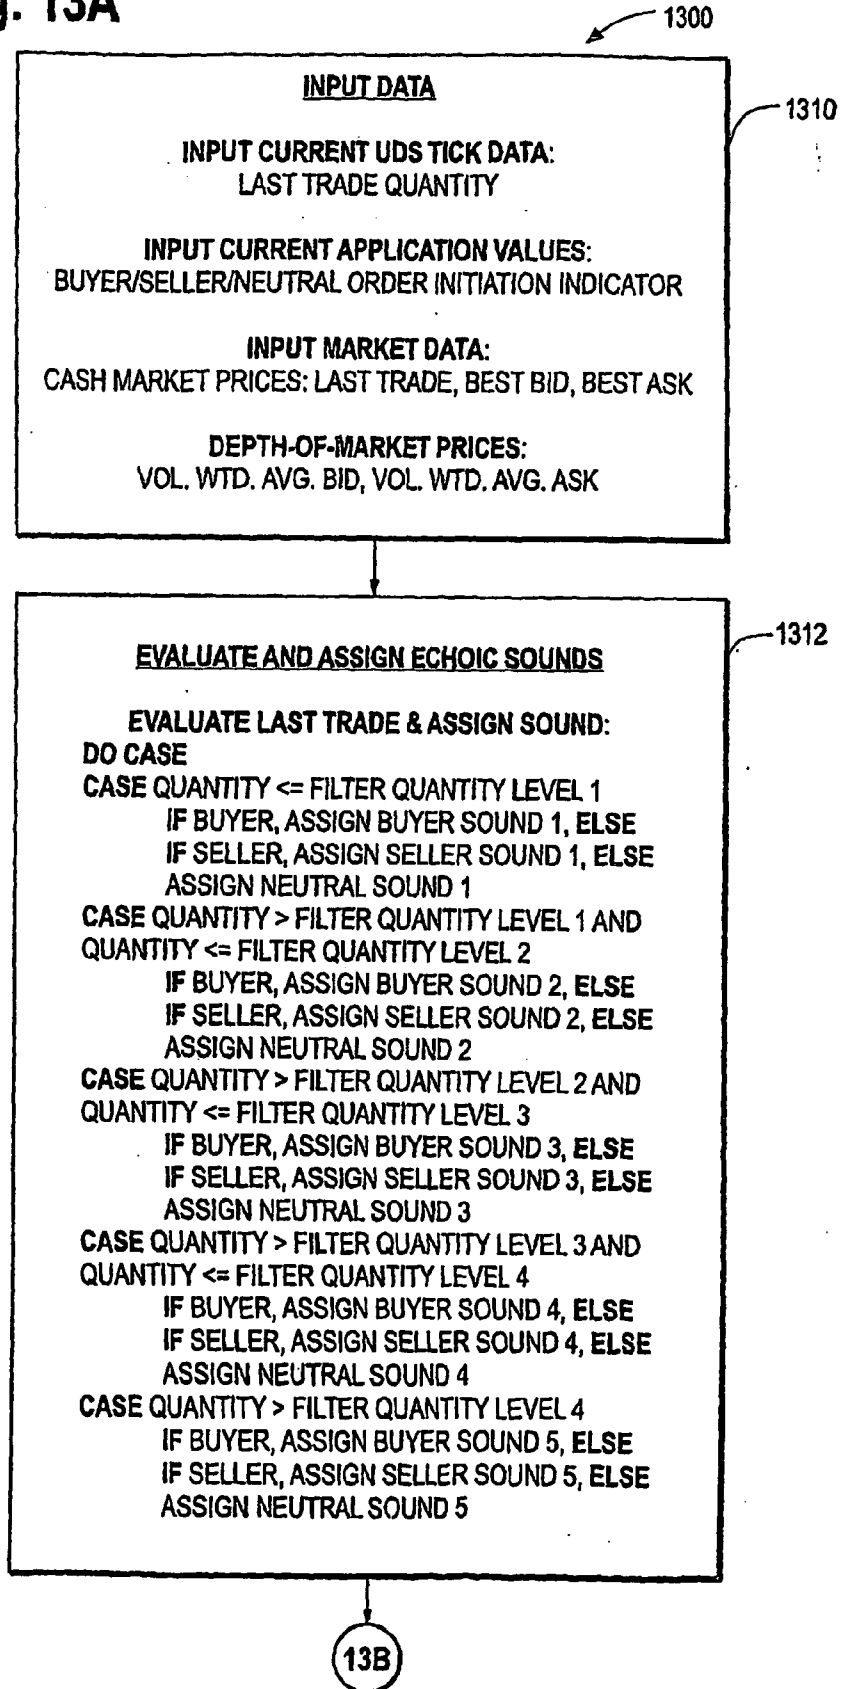 g. 13A
1300
INPUT DATA
1310
INPUT CURRENT UDS TICK DATA:
LAST TRADE QUANTITY
INPUT CURRENT APPLICATION VALUES:
BUYER/SELLER/NEUTRAL ORDER INITIATION INDICATOR
INPUT MARKET DATA:
CASH MARKET PRICES: LAST TRADE, BEST BID, BEST ASK
DEPTH-OF-MARKET PRICES:
VOL. WTD. AVG. BID, VOL. WTD. AVG. ASK
1312
EVALUATE AND ASSIGN ECHOIC SOUNDS
EVALUATE LAST TRADE & ASSIGN SOUND:
DO CASE
CASE QUANTITY <= FILTER QUANTITY LEVEL 1
IF BUYER, ASSIGN BUYER SOUND 1, ELSE
IF SELLER, ASSIGN SELLER SOUND 1, ELSE
ASSIGN NEUTRAL SOUND 1
CASE QUANTITY > FILTER QUANTITY LEVEL 1 AND
QUANTITY <= FILTER QUANTITY LEVEL 2
IF BUYER, ASSIGN BUYER SOUND 2, ELSE
IF SELLER, ASSIGN SELLER SOUND 2, ELSE
ASSIGN NEUTRAL SOUND 2
CASE QUANTITY > FILTER QUANTITY LEVEL 2 AND
QUANTITY <= FILTER QUANTITY LEVEL 3
IF BUYER, ASSIGN BUYER SOUND 3, ELSE
IF SELLER, ASSIGN SELLER SOUND 3, ELSE
ASSIGN NEUTRAL SOUND 3
CASE QUANTITY > FILTER QUANTITY LEVEL 3 AND
QUANTITY <= FILTER QUANTITY LEVEL 4
IF BUYER, ASSIGN BUYER SOUND 4, ELSE
IF SELLER, ASSIGN SELLER SOUND 4, ELSE
ASSIGN NEUTRAL SOUND 4
CASE QUANTITY > FILTER QUANTITY LEVEL 4
IF BUYER, ASSIGN BUYER SOUND 5, ELSE
IF SELLER, ASSIGN SELLER SOUND 5, ELSE
ASSIGN NEUTRAL SOUND 5
13B